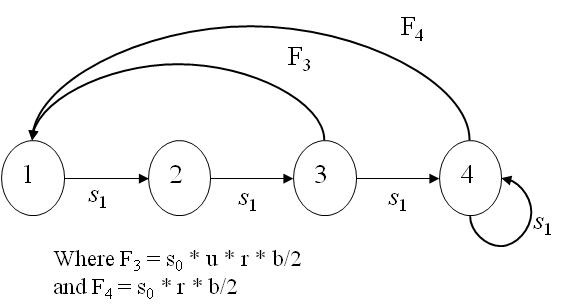 F₄
F₃
1 2 3 4
s₁ s₁ s₁ s₁
Where F₃ = s₀ * u * r * b/2
and F₄ = s₀ * r * b/2